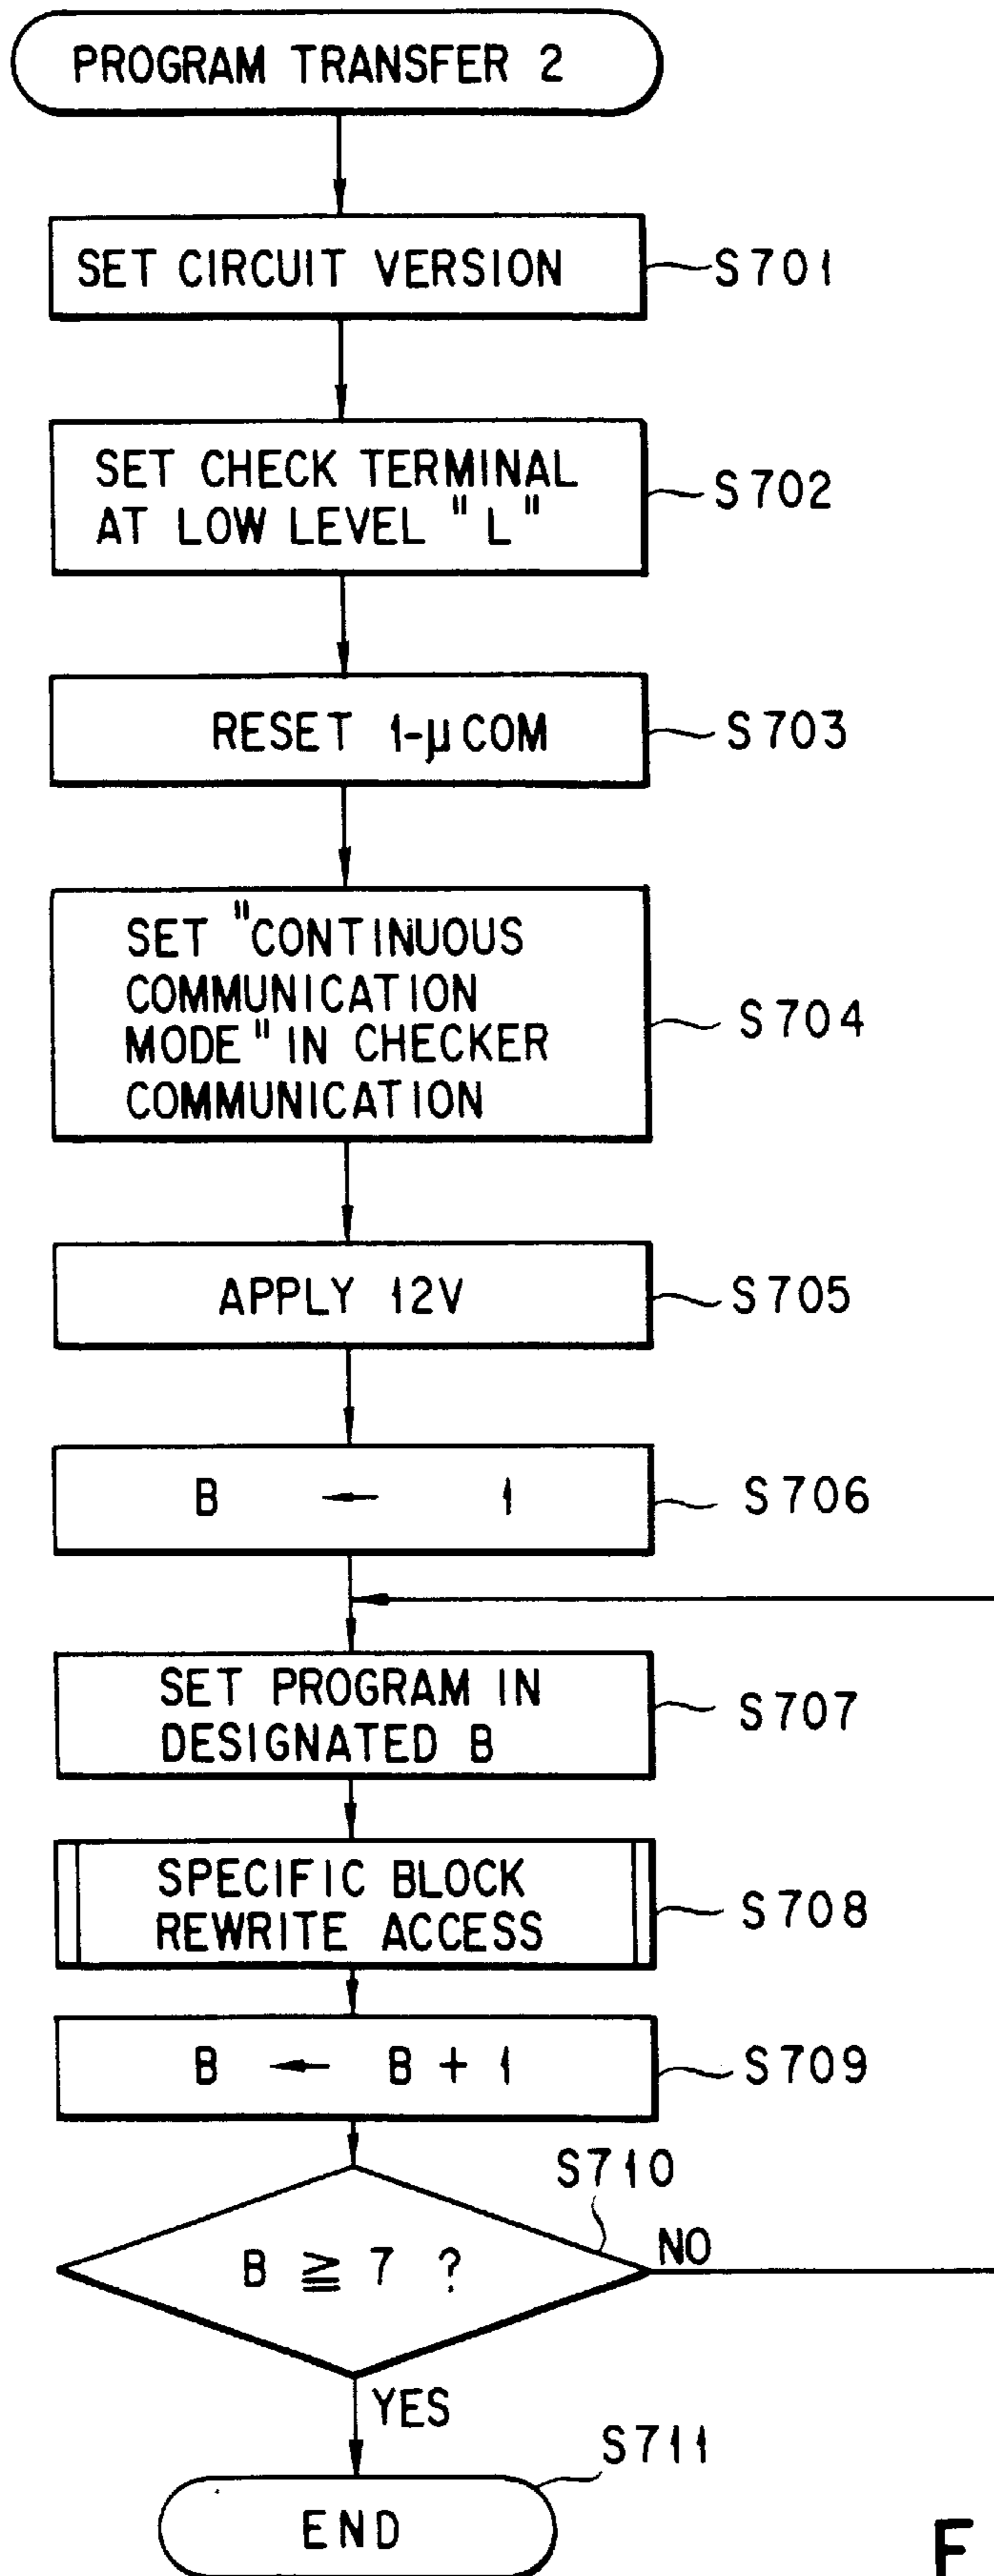 PROGRAM TRANSFER 2
SET CIRCUIT VERSION
S701
SET CHECK TERMINAL
AT LOW LEVEL "L"
S702
RESET 1-μCOM
S703
SET "CONTINUOUS
COMMUNICATION
MODE" IN CHECKER
COMMUNICATION
S704
APPLY 12V
S705
B ← 1
S706
SET PROGRAM IN
DESIGNATED B
S707
SPECIFIC BLOCK
REWRITE ACCESS
S708
B ← B + 1
S709
S710
B ≧ 7 ?
NO
YES
S711
END
F